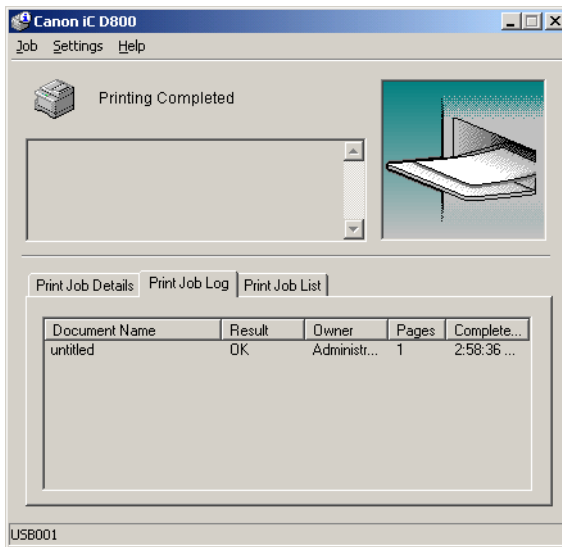 Canon iC D800
Job Settings Help
Printing Completed
Print Job Details Print Job Log Print Job List
Document Name Result Owner Pages Complete...
untitled OK Administr... 1 2:58:36 ...
USB001